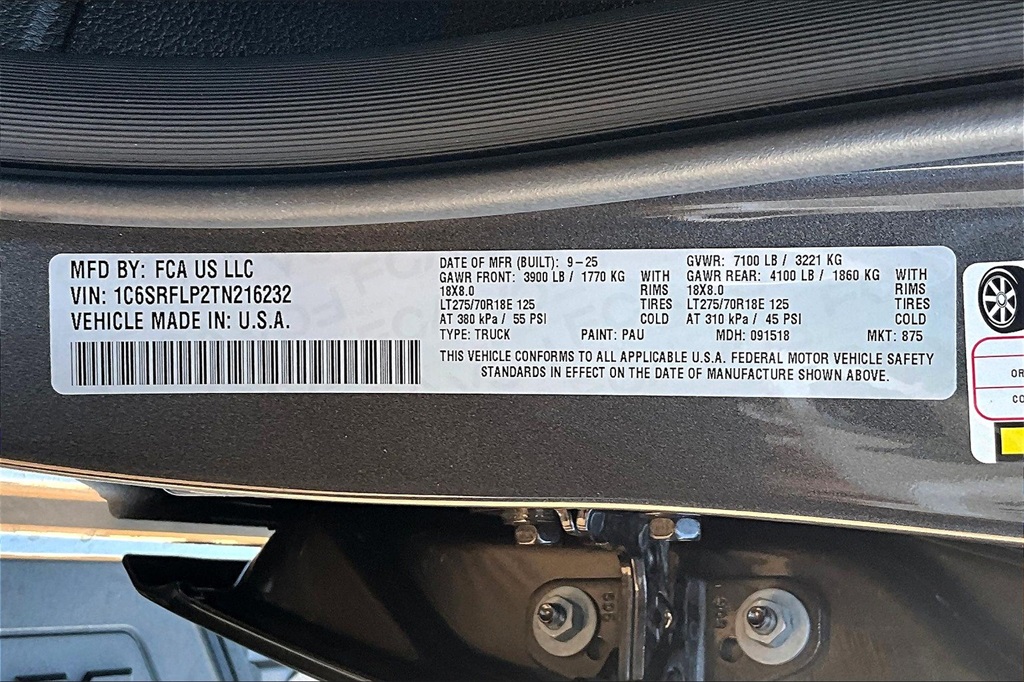 MFD BY: FCA US LLC
VIN: 1C6SRFLP2TN216232
VEHICLE MADE IN: U.S.A.
DATE OF MFR (BUILT): 9-25
GAWR FRONT: 3900 LB / 1770 KG WITH
18X8.0 RIMS
LT275/70R18E 125 TIRES
AT 380 kPa / 55 PSI COLD
GVWR: 7100 LB / 3221 KG
GAWR REAR: 4100 LB / 1860 KG WITH
18X8.0 RIMS
LT275/70R18E 125 TIRES
AT 310 kPa / 45 PSI COLD
TYPE: TRUCK PAINT: PAU MDH: 091518 MKT: 875
THIS VEHICLE CONFORMS TO ALL APPLICABLE U.S.A. FEDERAL MOTOR VEHICLE SAFETY
STANDARDS IN EFFECT ON THE DATE OF MANUFACTURE SHOWN ABOVE.
OR
CO